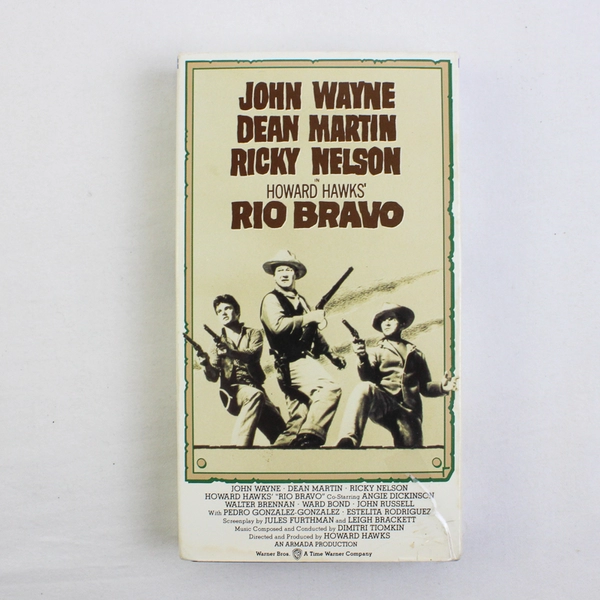 JOHN WAYNE
DEAN MARTIN
RICKY NELSON
IN
HOWARD HAWKS'
RIO BRAVO
JOHN WAYNE · DEAN MARTIN · RICKY NELSON
HOWARD HAWKS' "RIO BRAVO" Co-Starring ANGIE DICKINSON
WALTER BRENNAN · WARD BOND · JOHN RUSSELL
With PEDRO GONZALEZ-GONZALEZ · ESTELITA RODRIGUEZ
Screenplay by JULES FURTHMAN and LEIGH BRACKETT
Music Composed and Conducted by DIMITRI TIOMKIN
Directed and Produced by HOWARD HAWKS
AN ARMADA PRODUCTION
Warner Bros. A Time Warner Company